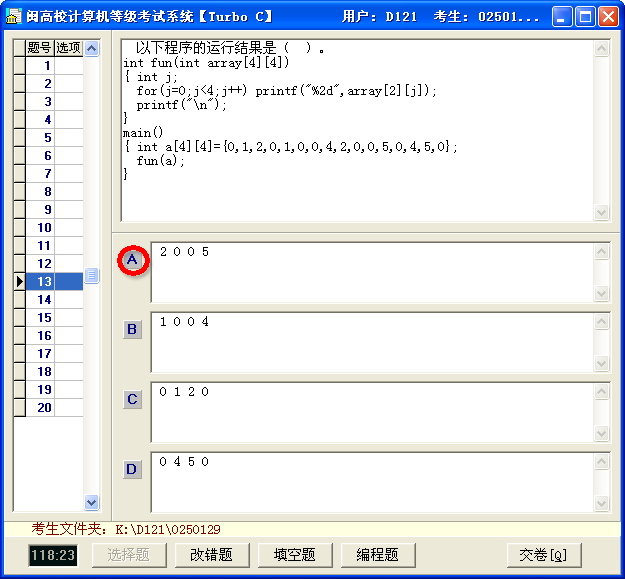 闽高校计算机等级考试系统【Turbo C】 用户: D121 考生: 02501...
题号 选项
1
2
3
4
5
6
7
8
9
10
11
12
13
14
15
16
17
18
19
20
以下程序的运行结果是（ ）。
int fun(int array[4][4])
{ int j;
for(j=0;j<4;j++) printf("%2d",array[2][j]);
printf("\n");
}
main()
{ int a[4][4]={0,1,2,0,1,0,0,4,2,0,0,5,0,4,5,0};
fun(a);
}
A 2 0 0 5
B 1 0 0 4
C 0 1 2 0
D 0 4 5 0
考生文件夹: K:\D121\0250129
118:23 选择题 改错题 填空题 编程题 交卷[Q]